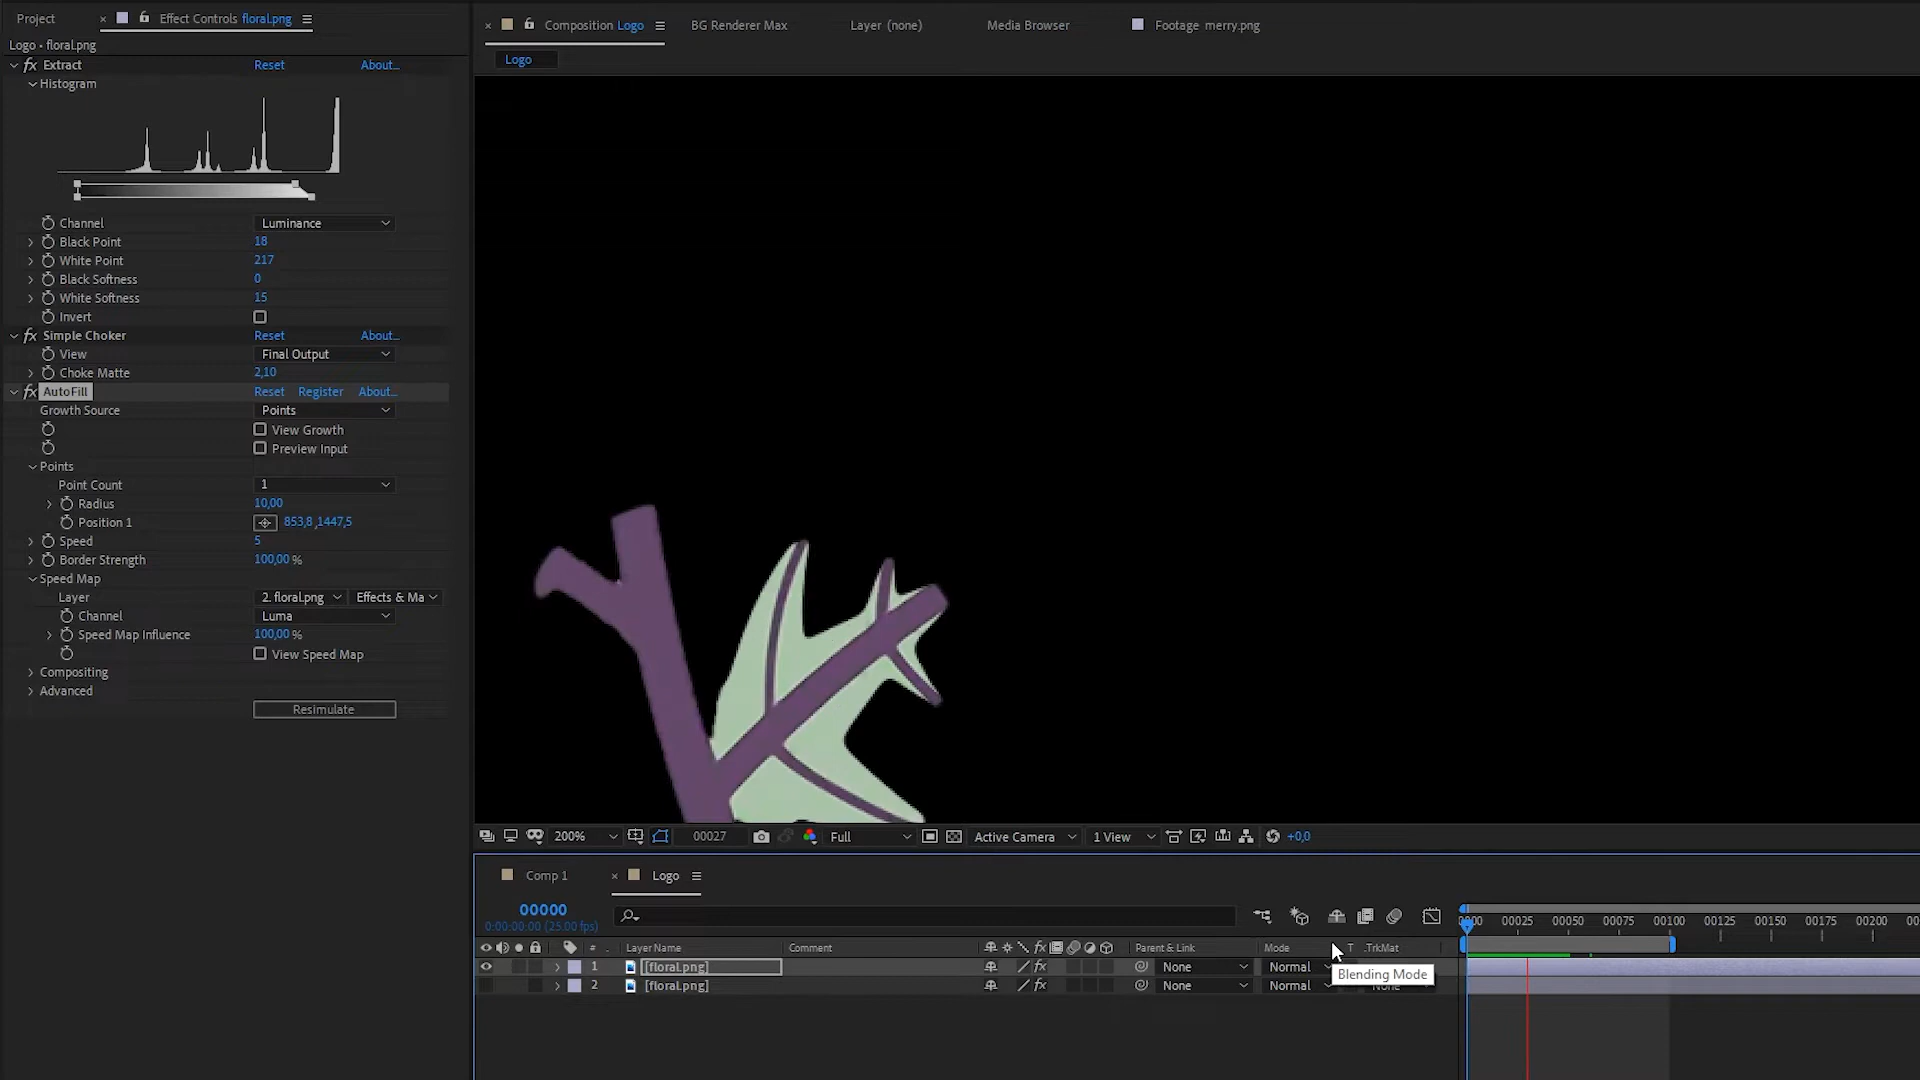 Project × Effect Controls floral.png
Logo • floral.png
fx Extract Reset About...
Histogram
Channel Luminance
Black Point 18
White Point 217
Black Softness 0
White Softness 15
Invert
fx Simple Choker Reset About...
View Final Output
Choke Matte 2,10
fx AutoFill Reset Register About...
Growth Source Points
View Growth
Preview Input
Points
Point Count 1
Radius 10,00
Position 1 853,8 ,1447,5
Speed 5
Border Strength 100,00 %
Speed Map
Layer 2. floral.png Effects & Ma
Channel Luma
Speed Map Influence 100,00 %
View Speed Map
Compositing
Advanced
Resimulate
× Composition Logo BG Renderer Max Layer (none) Media Browser Footage merry.png
Logo
200% 00027 Full Active Camera 1 View +0,0
Comp 1 × Logo
00000
0:00:00:00 (25.00 fps)
00025 00050 00075 00100 00125 00150 00175 00200
# Layer Name Comment fx Parent & Link Mode T .TrkMat
1 [floral.png] fx None Normal
Blending Mode
2 [floral.png] fx None Normal None